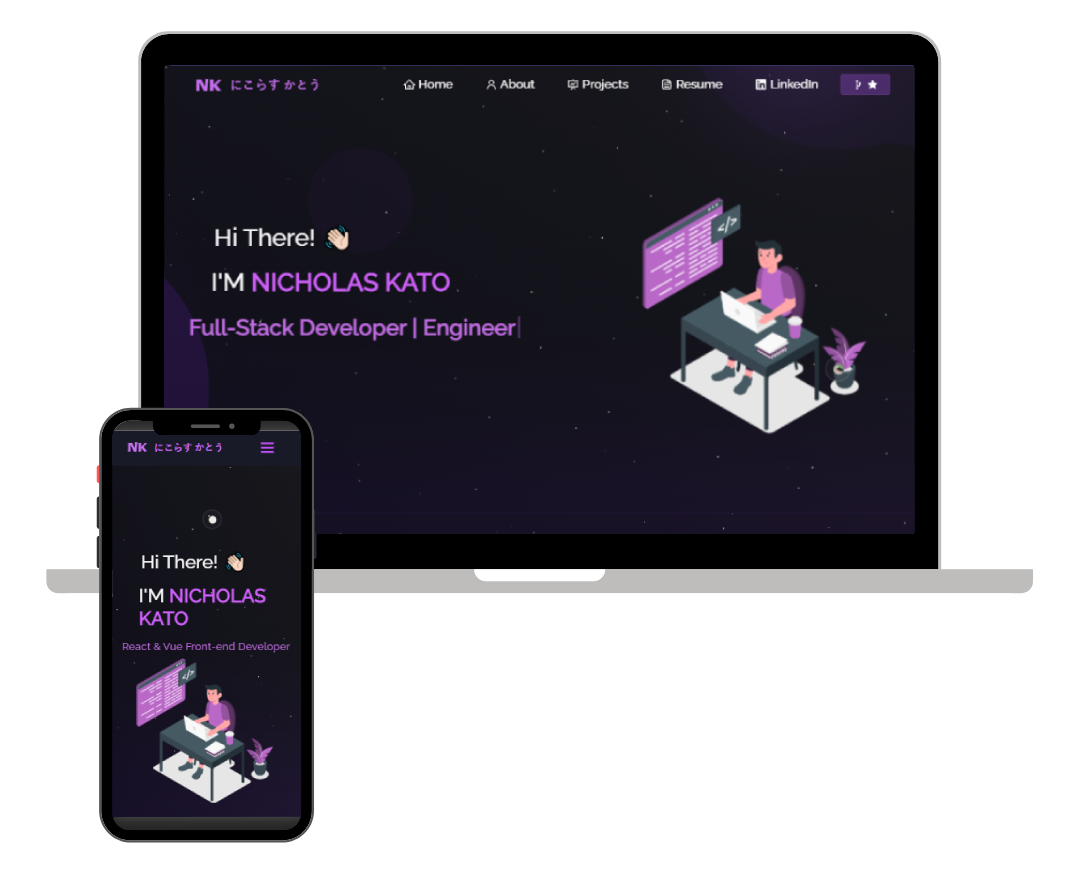 NK にこらす かとう
Home About Projects Resume LinkedIn
</>
Hi There! 👋🏻
I'M NICHOLAS KATO
Full-Stack Developer | Engineer|
NK にこらす かとう
Hi There! 👋🏻
I'M NICHOLAS
KATO
React & Vue Front-end Developer
</>